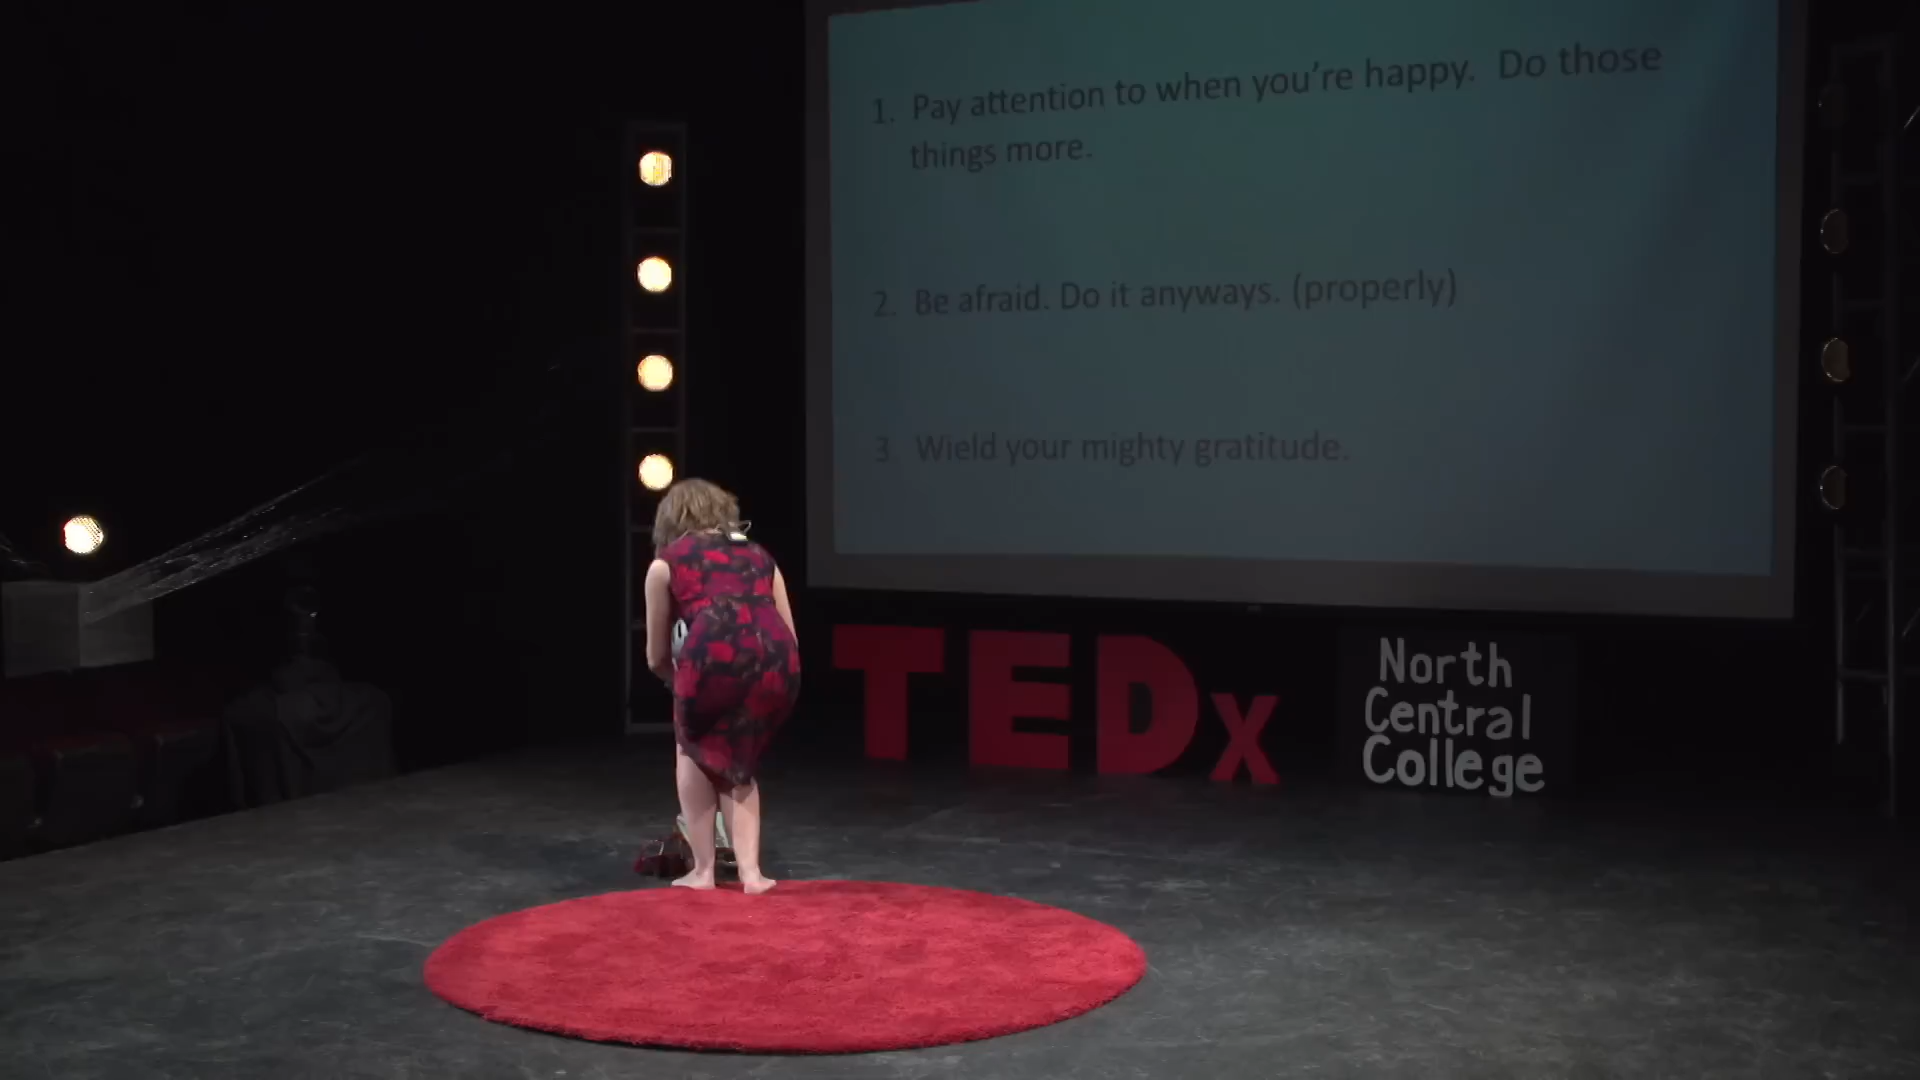 1. Pay attention to when you're happy. Do those
things more.
2. Be afraid. Do it anyways. (properly)
3 Wield your mighty gratitude.
TEDx
North
Central
College